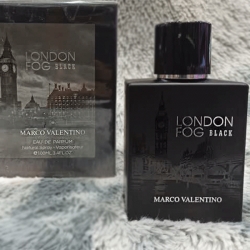 LONDON
FOG BLACK
MARCO VALENTINO
EAU DE PARFUM
LONDON
FOG BLACK
MARCO VALENTINO